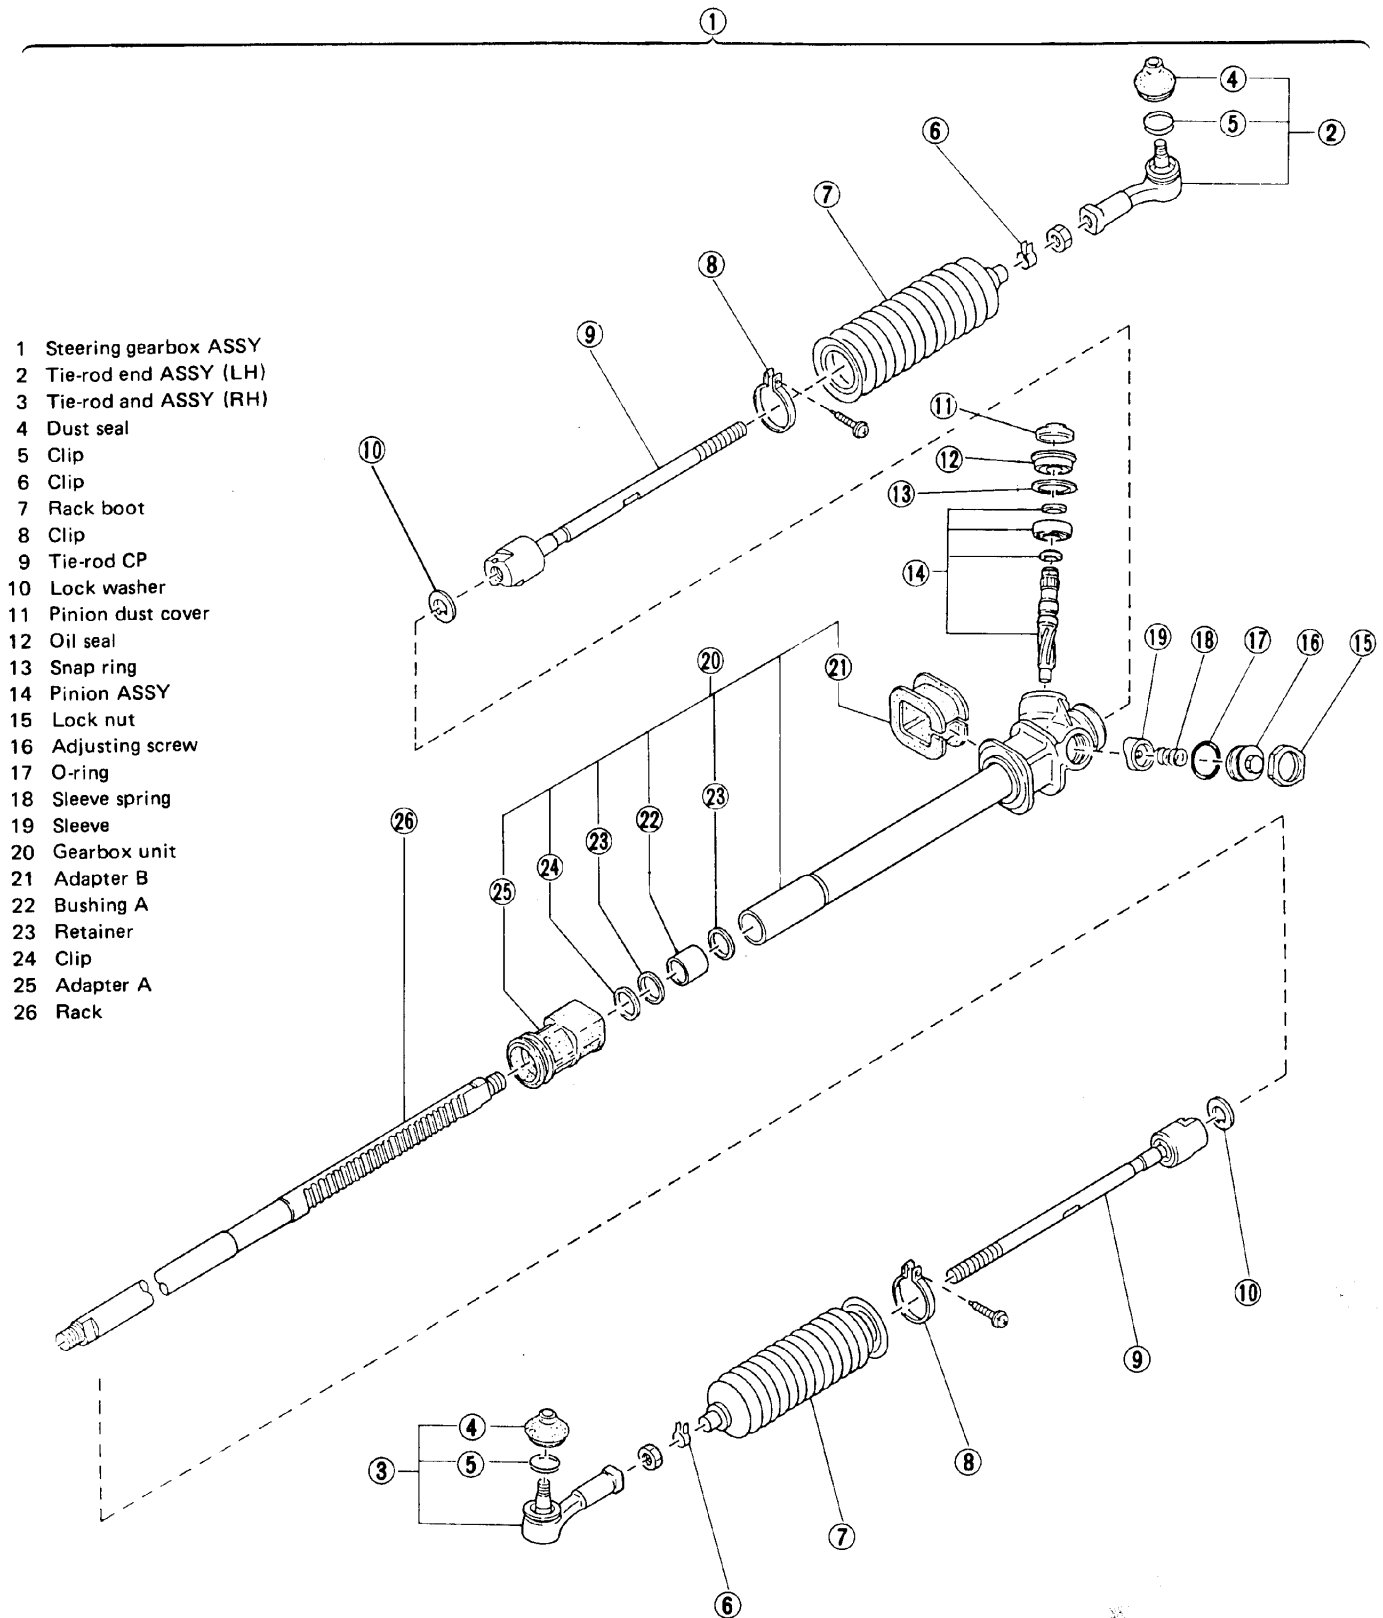 1
4
5
2
6
7
8
9
10
1 Steering gearbox ASSY
2 Tie-rod end ASSY (LH)
3 Tie-rod and ASSY (RH)
4 Dust seal
5 Clip
6 Clip
7 Rack boot
8 Clip
9 Tie-rod CP
10 Lock washer
11 Pinion dust cover
12 Oil seal
13 Snap ring
14 Pinion ASSY
15 Lock nut
16 Adjusting screw
17 O-ring
18 Sleeve spring
19 Sleeve
20 Gearbox unit
21 Adapter B
22 Bushing A
23 Retainer
24 Clip
25 Adapter A
26 Rack
11
12
13
14
19
18
17
16
15
20
21
23
22
23
24
25
26
10
9
8
7
6
4
5
3